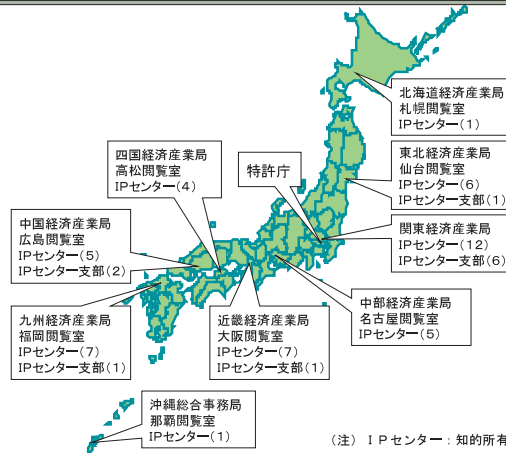 北海道経済産業局
札幌閲覧室
IPセンター(1)
東北経済産業局
仙台閲覧室
IPセンター(6)
IPセンター支部(1)
四国経済産業局
高松閲覧室
IPセンター(4)
特許庁
関東経済産業局
IPセンター(12)
IPセンター支部(6)
中国経済産業局
広島閲覧室
IPセンター(5)
IPセンター支部(2)
中部経済産業局
名古屋閲覧室
IPセンター(5)
九州経済産業局
福岡閲覧室
IPセンター(7)
IPセンター支部(1)
近畿経済産業局
大阪閲覧室
IPセンター(7)
IPセンター支部(1)
沖縄総合事務局
那覇閲覧室
IPセンター(1)
(注) IPセンター:知的所有